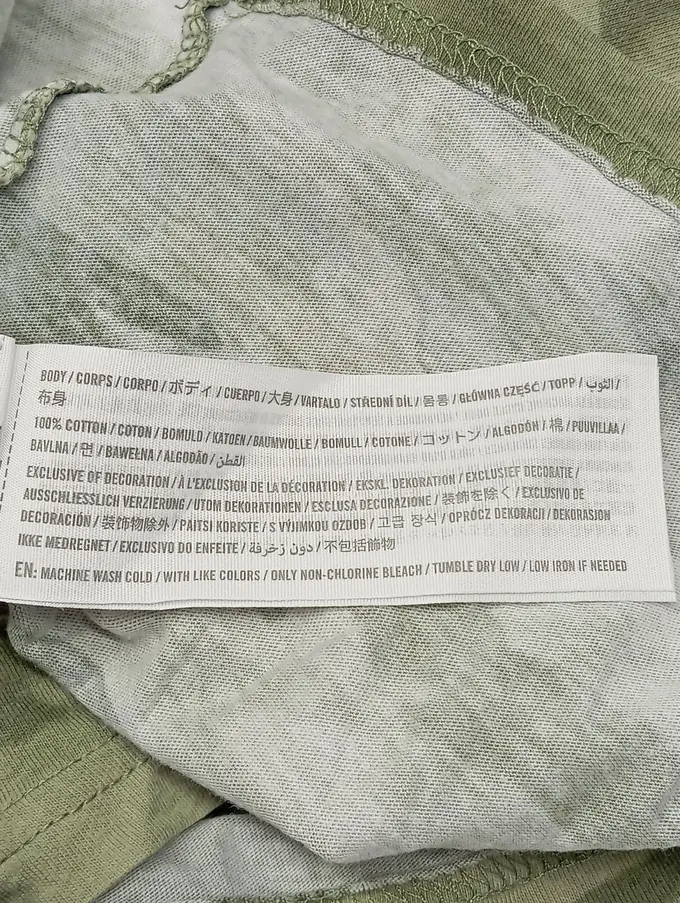 BODY / CORPS / CORPO / ボディ / CUERPO / 大身 / VARTALO / STŘEDNÍ DÍL / 몸통 / GŁÓWNA CZĘŚĆ / TOPP / الثوب /
布身
100% COTTON / COTON / BOMULD / KATOEN / BAUMWOLLE / BOMULL / COTONE / コットン / ALGODÓN / 棉 / PUUVILLAA /
BAVLNA / 면 / BAWEŁNA / ALGODÃO / القطن
EXCLUSIVE OF DECORATION / À L'EXCLUSION DE LA DÉCORATION / EKSKL. DEKORATION / EXCLUSIEF DECORATIE /
AUSSCHLIESSLICH VERZIERUNG / UTOM DEKORATIONEN / ESCLUSA DECORAZIONE / 装飾を除く / EXCLUSIVO DE
DECORACIÓN / 裝飾物除外 / PAITSI KORISTE / S VÝJIMKOU OZDOB / 고급 장식 / OPRÓCZ DEKORACJI / DEKORASJON
IKKE MEDREGNET / EXCLUSIVO DO ENFEITE / دون زخرفة / 不包括飾物
EN: MACHINE WASH COLD / WITH LIKE COLORS / ONLY NON-CHLORINE BLEACH / TUMBLE DRY LOW / LOW IRON IF NEEDED